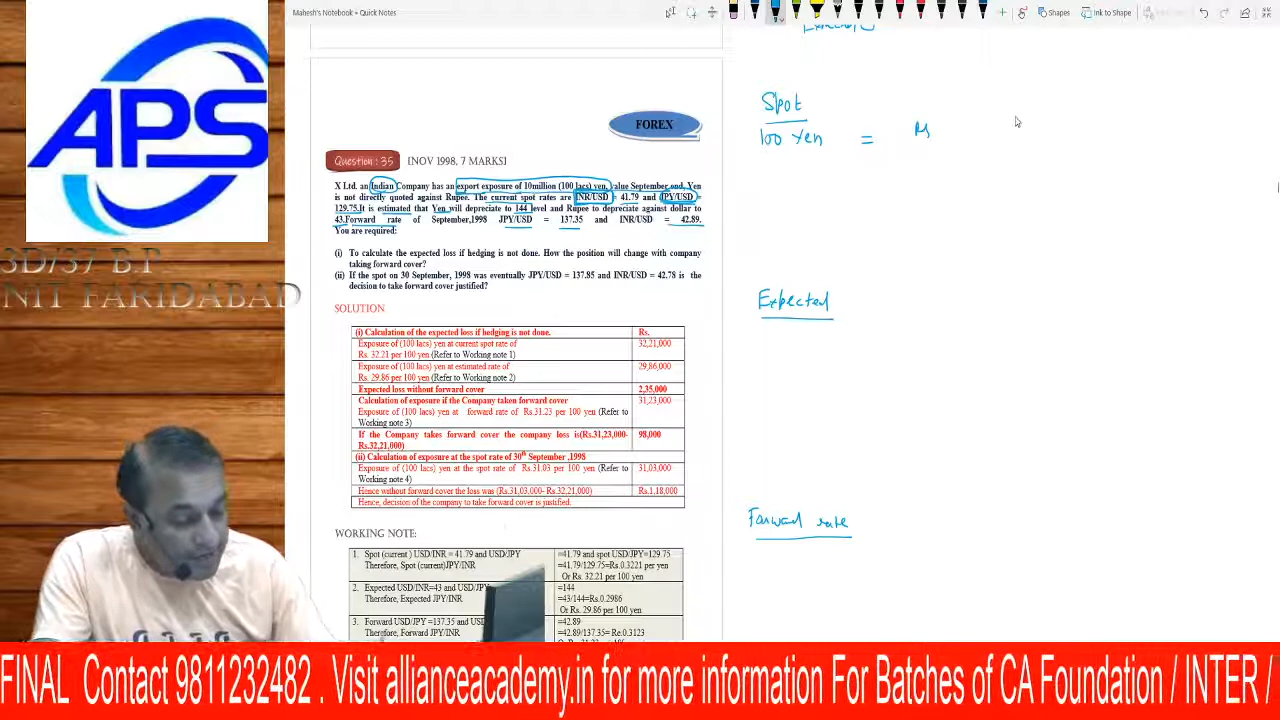 Mahesh's Notebook » Quick Notes
Shapes
Ink to Shape
APS
3D/37 B.P.
NIT FARIDABAD
FOREX
Question : 35 [NOV 1998, 7 MARKS]
X Ltd. an Indian Company has an export exposure of 10million (100 lacs) yen, value September end, Yen
is not directly quoted against Rupee. The current spot rates are INR/USD = 41.79 and JPY/USD =
129.75.It is estimated that Yen will depreciate to 144 level and Rupee to depreciate against dollar to
43.Forward rate of September,1998 JPY/USD = 137.35 and INR/USD = 42.89.
You are required:
(i) To calculate the expected loss if hedging is not done. How the position will change with company
taking forward cover?
(ii) If the spot on 30 September, 1998 was eventually JPY/USD = 137.85 and INR/USD = 42.78 is the
decision to take forward cover justified?
SOLUTION
(i) Calculation of the expected loss if hedging is not done. Rs.
Exposure of (100 lacs) yen at current spot rate of 32,21,000
Rs. 32.21 per 100 yen (Refer to Working note 1)
Exposure of (100 lacs) yen at estimated rate of 29,86,000
Rs. 29.86 per 100 yen (Refer to Working note 2)
Expected loss without forward cover 2,35,000
Calculation of exposure if the Company taken forward cover 31,23,000
Exposure of (100 lacs) yen at forward rate of Rs.31.23 per 100 yen (Refer to
Working note 3)
If the Company takes forward cover the company loss is(Rs.31,23,000- 98,000
Rs.32,21,000)
(ii) Calculation of exposure at the spot rate of 30th September ,1998
Exposure of (100 lacs) yen at the spot rate of Rs.31.03 per 100 yen (Refer to 31,03,000
Working note 4)
Hence without forward cover the loss was (Rs.31,03,000- Rs.32,21,000) Rs.1,18,000
Hence, decision of the company to take forward cover is justified.
WORKING NOTE:
1. Spot (current ) USD/INR = 41.79 and USD/JPY =41.79 and spot USD/JPY=129.75
Therefore, Spot (current)JPY/INR =41.79/129.75=Rs.0.3221 per yen
Or Rs. 32.21 per 100 yen
2. Expected USD/INR=43 and USD/JPY =144
Therefore, Expected JPY/INR =43/144=Rs.0.2986
Or Rs. 29.86 per 100 yen
3. Forward USD/JPY =137.35 and USD =42.89
Therefore, Forward JPY/INR =42.89/137.35= Re.0.3123
Spot
100 Yen = Rs
Expected
Forward rate
FINAL Contact 9811232482 . Visit allianceacademy.in for more information For Batches of CA Foundation / INTER /